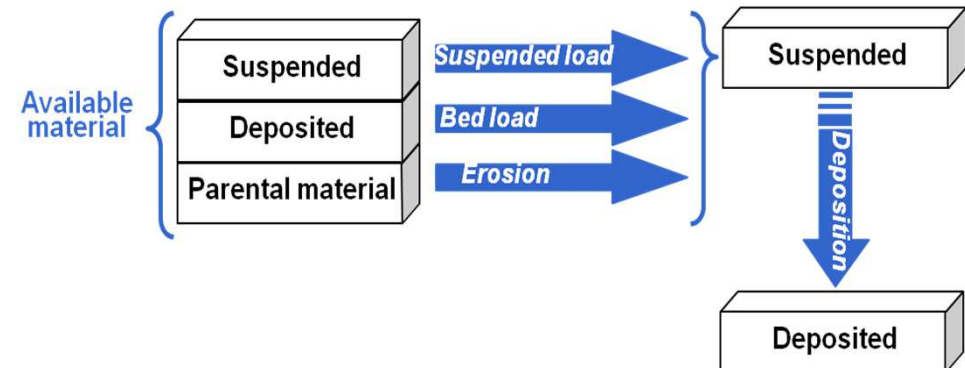 Available
material
Suspended
Deposited
Parental material
Suspended load
Bed load
Erosion
Suspended
Deposition
Deposited